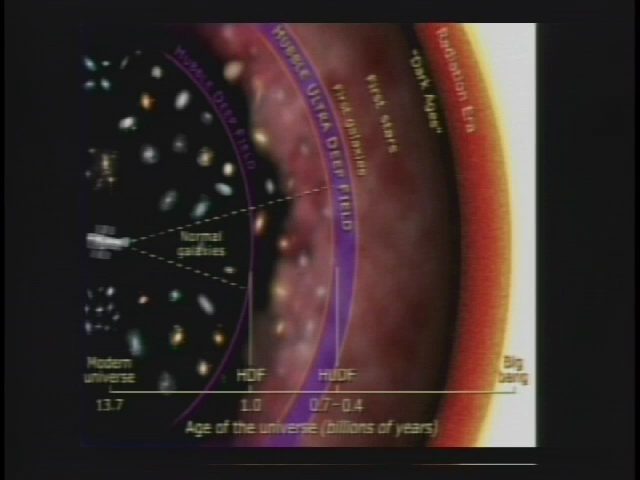 HUBBLE DEEP FIELD
HUBBLE ULTRA DEEP FIELD
First galaxies
First stars
"Dark Ages"
Radiation Era
Normal
galaxies
Modern
universe
HDF
HUDF
Big
bang
13.7
1.0
0.7-0.4
Age of the universe (billions of years)